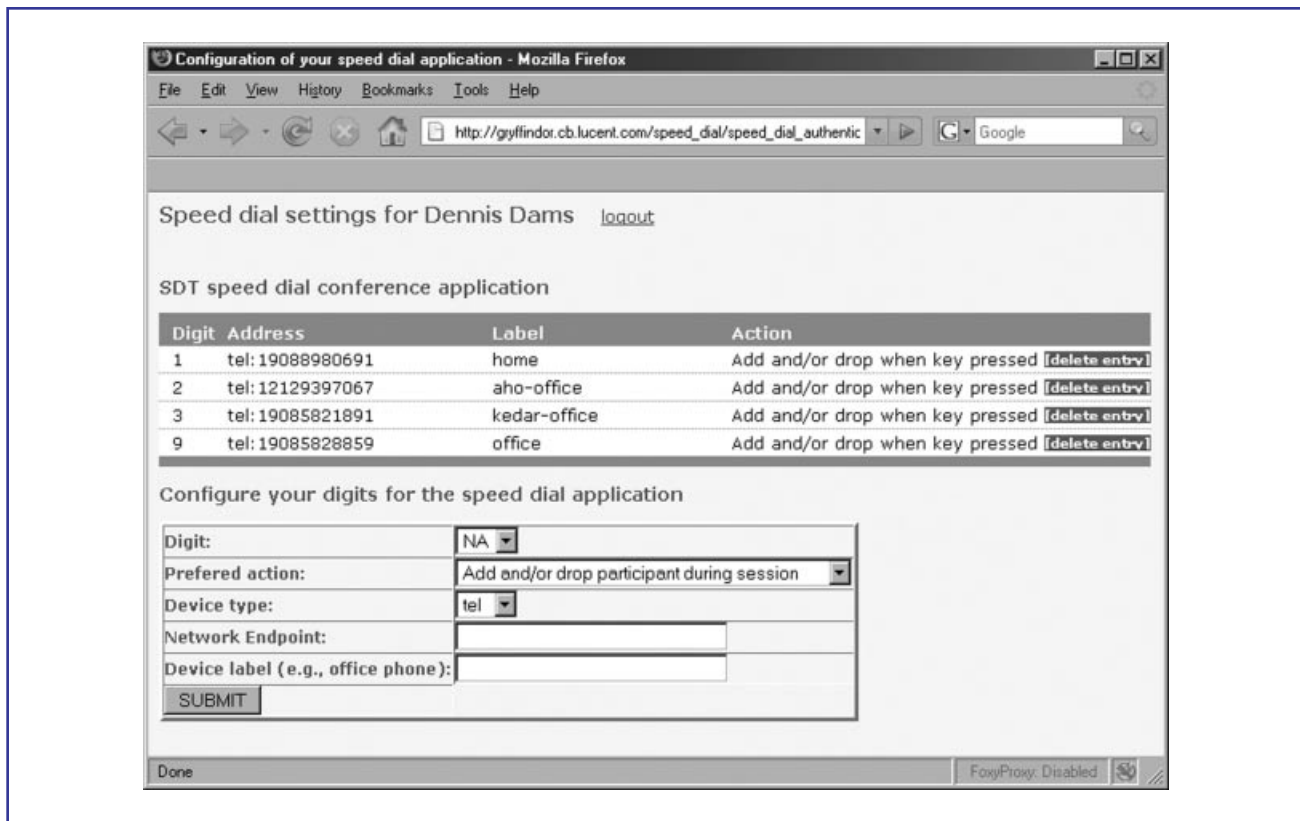 Configuration of your speed dial application - Mozilla Firefox
File Edit View History Bookmarks Tools Help
http://gryffindor.cb.lucent.com/speed_dial/speed_dial_authentic G Google
Speed dial settings for Dennis Dams logout
SDT speed dial conference application
Digit Address Label Action
1 tel:19088980691 home Add and/or drop when key pressed [delete entry]
2 tel:12129397067 aho-office Add and/or drop when key pressed [delete entry]
3 tel:19085821891 kedar-office Add and/or drop when key pressed [delete entry]
9 tel:19085828859 office Add and/or drop when key pressed [delete entry]
Configure your digits for the speed dial application
Digit: NA
Prefered action: Add and/or drop participant during session
Device type: tel
Network Endpoint:
Device label (e.g., office phone):
SUBMIT
Done FoxyProxy: Disabled